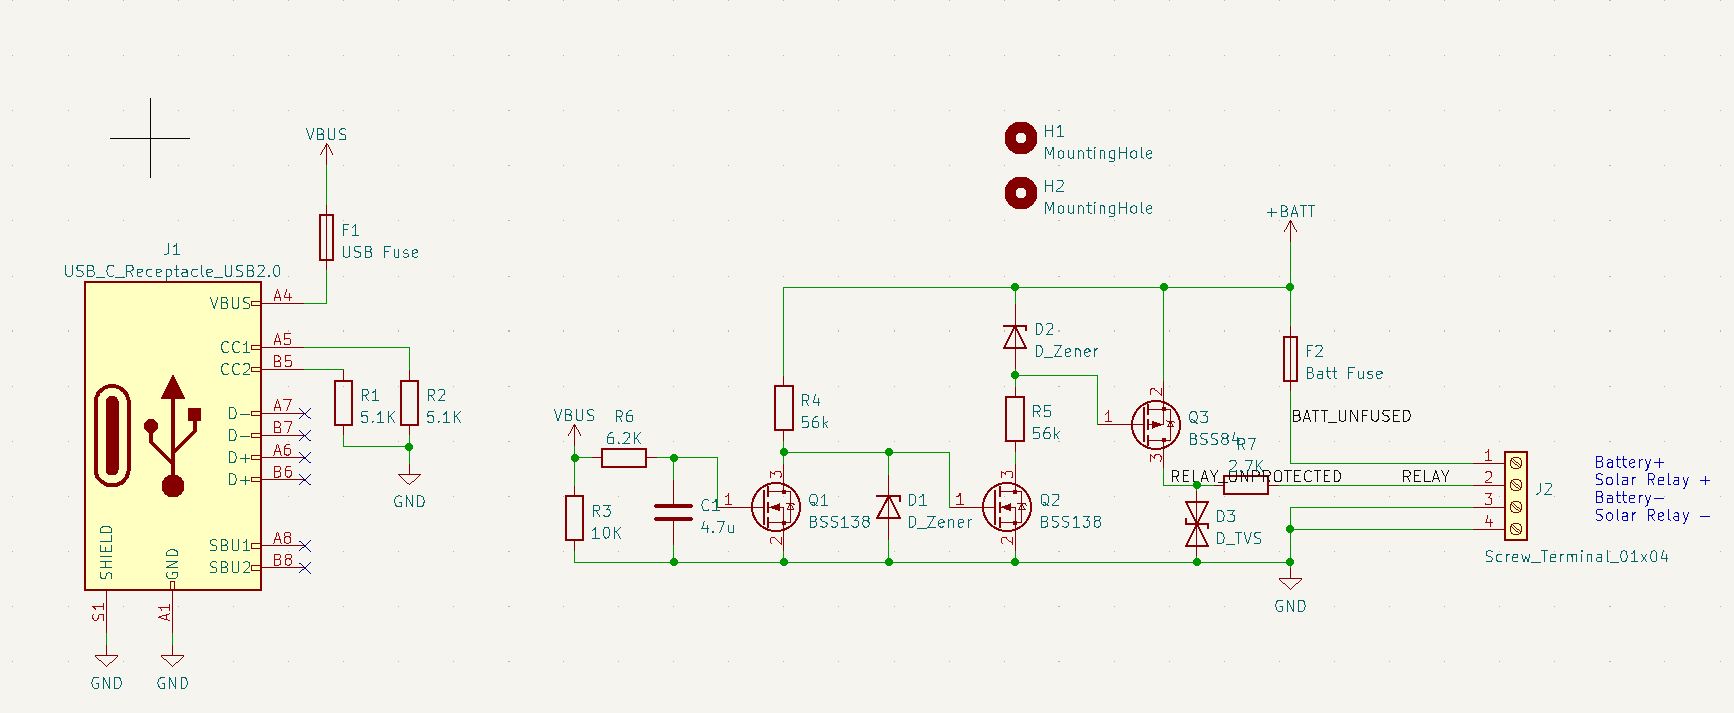 VBUS
F1
USB Fuse
J1
USB_C_Receptacle_USB2.0
VBUS
A4
CC1
A5
CC2
B5
R1
5.1K
R2
5.1K
D-
A7
D-
B7
D+
A6
D+
B6
GND
SHIELD
GND
SBU1
A8
SBU2
B8
S1
A1
GND
GND
H1
MountingHole
H2
MountingHole
+BATT
VBUS
R6
6.2K
R3
10K
C1
4.7u
R4
56k
1
3
2
Q1
BSS138
D1
D_Zener
D2
D_Zener
R5
56k
1
3
2
Q2
BSS138
1
2
3
Q3
BSS84
R7
2.7K
RELAY_UNPROTECTED
RELAY
D3
D_TVS
F2
Batt Fuse
BATT_UNFUSED
GND
1
2
3
4
J2
Screw_Terminal_01x04
Battery+
Solar Relay +
Battery-
Solar Relay -